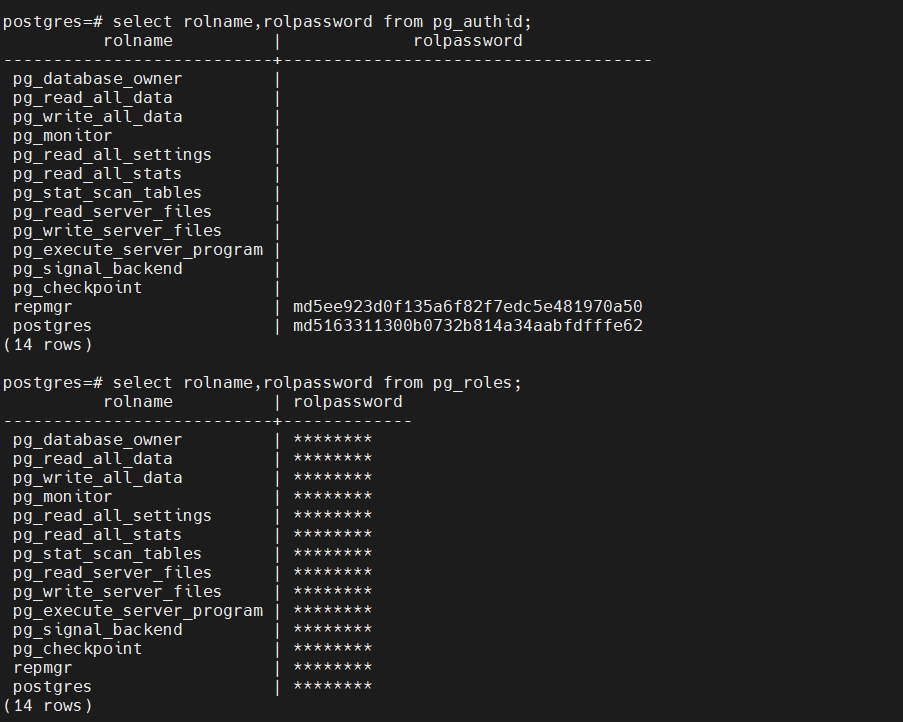 postgres=# select rolname,rolpassword from pg_authid;
          rolname          |             rolpassword
---------------------------+-------------------------------------
 pg_database_owner         |
 pg_read_all_data          |
 pg_write_all_data         |
 pg_monitor                |
 pg_read_all_settings      |
 pg_read_all_stats         |
 pg_stat_scan_tables       |
 pg_read_server_files      |
 pg_write_server_files     |
 pg_execute_server_program |
 pg_signal_backend         |
 pg_checkpoint             |
 repmgr                    | md5ee923d0f135a6f82f7edc5e481970a50
 postgres                  | md5163311300b0732b814a34aabfdfffe62
(14 rows)
postgres=# select rolname,rolpassword from pg_roles;
          rolname          | rolpassword
---------------------------+-------------
 pg_database_owner         | ********
 pg_read_all_data          | ********
 pg_write_all_data         | ********
 pg_monitor                | ********
 pg_read_all_settings      | ********
 pg_read_all_stats         | ********
 pg_stat_scan_tables       | ********
 pg_read_server_files      | ********
 pg_write_server_files     | ********
 pg_execute_server_program | ********
 pg_signal_backend         | ********
 pg_checkpoint             | ********
 repmgr                    | ********
 postgres                  | ********
(14 rows)